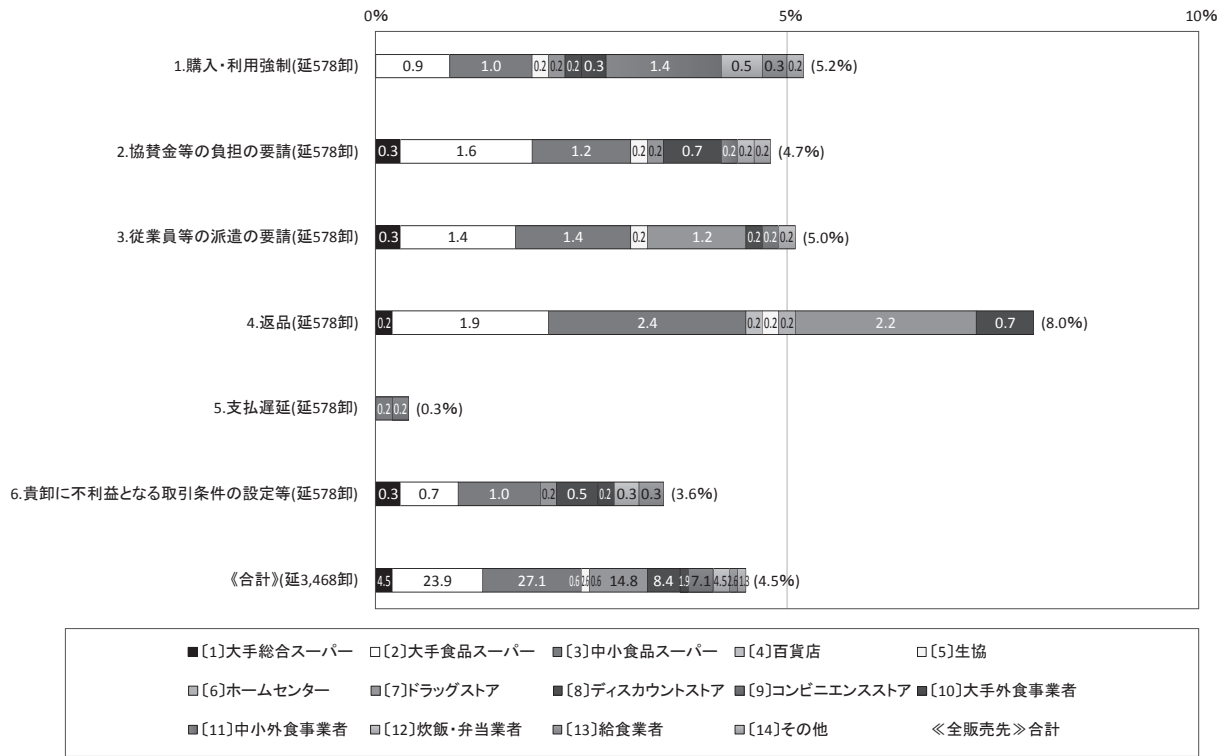 0% 5% 10%
1.購入・利用強制(延578卸) 0.9 1.0 0.2 0.2 0.2 0.3 1.4 0.5 0.3 0.2 (5.2%)
2.協賛金等の負担の要請(延578卸) 0.3 1.6 1.2 0.2 0.2 0.7 0.2 0.2 0.2 (4.7%)
3.従業員等の派遣の要請(延578卸) 0.3 1.4 1.4 0.2 1.2 0.2 0.2 0.2 (5.0%)
4.返品(延578卸) 0.2 1.9 2.4 0.2 0.2 0.2 2.2 0.7 (8.0%)
5.支払遅延(延578卸) 0.2 0.2 (0.3%)
6.貴卸に不利益となる取引条件の設定等(延578卸) 0.3 0.7 1.0 0.2 0.5 0.2 0.3 0.3 (3.6%)
《合計》(延3,468卸) 4.5 23.9 27.1 0.6 2.6 0.6 14.8 8.4 1.9 7.1 4.5 2.6 1.3 (4.5%)
■〔1〕大手総合スーパー □〔2〕大手食品スーパー ■〔3〕中小食品スーパー ■〔4〕百貨店 □〔5〕生協
■〔6〕ホームセンター ■〔7〕ドラッグストア ■〔8〕ディスカウントストア ■〔9〕コンビニエンスストア ■〔10〕大手外食事業者
■〔11〕中小外食事業者 ■〔12〕炊飯・弁当業者 ■〔13〕給食業者 ■〔14〕その他 ≪全販売先≫合計